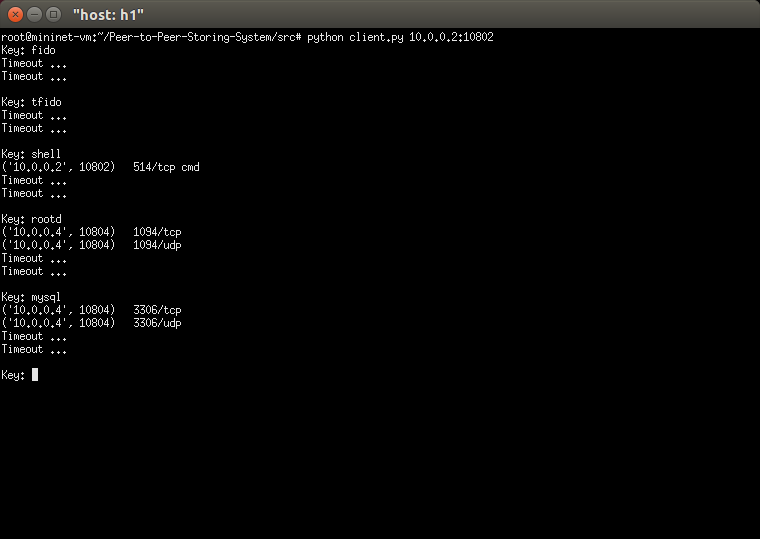 "host: h1"
root@mininet-vm:~/Peer-to-Peer-Storing-System/src# python client.py 10.0.0.2:10802
Key: fido
Timeout ...
Timeout ...
Key: tfido
Timeout ...
Timeout ...
Key: shell
('10.0.0.2', 10802)   514/tcp cmd
Timeout ...
Timeout ...
Key: rootd
('10.0.0.4', 10804)   1094/tcp
('10.0.0.4', 10804)   1094/udp
Timeout ...
Timeout ...
Key: mysql
('10.0.0.4', 10804)   3306/tcp
('10.0.0.4', 10804)   3306/udp
Timeout ...
Timeout ...
Key: